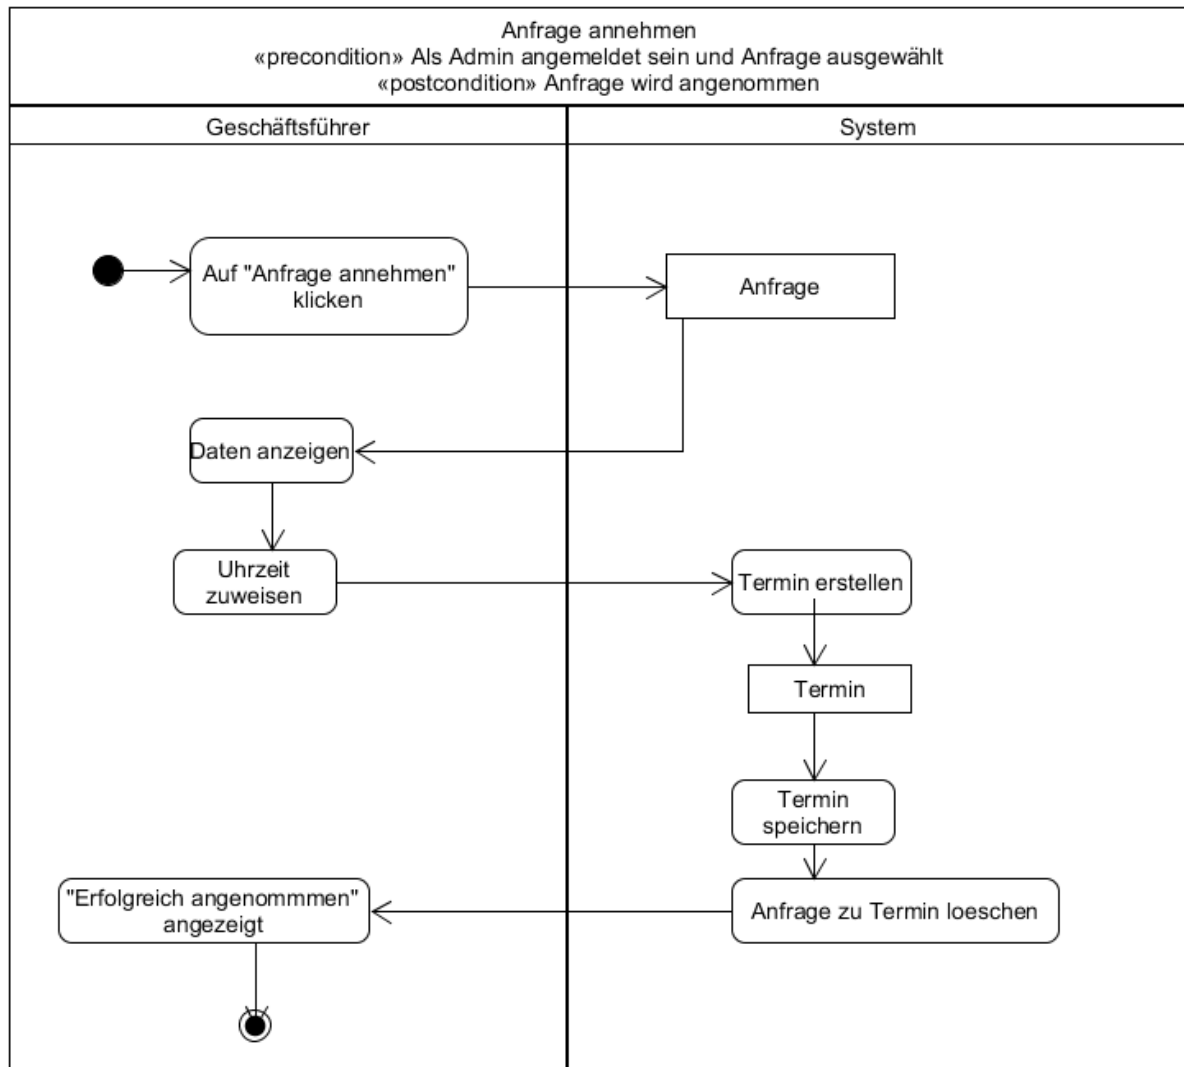 Anfrage annehmen
«precondition» Als Admin angemeldet sein und Anfrage ausgewählt
«postcondition» Anfrage wird angenommen
Geschäftsführer
System
Auf "Anfrage annehmen"
klicken
Anfrage
Daten anzeigen
Uhrzeit
zuweisen
Termin erstellen
Termin
Termin
speichern
"Erfolgreich angenommmen"
angezeigt
Anfrage zu Termin loeschen